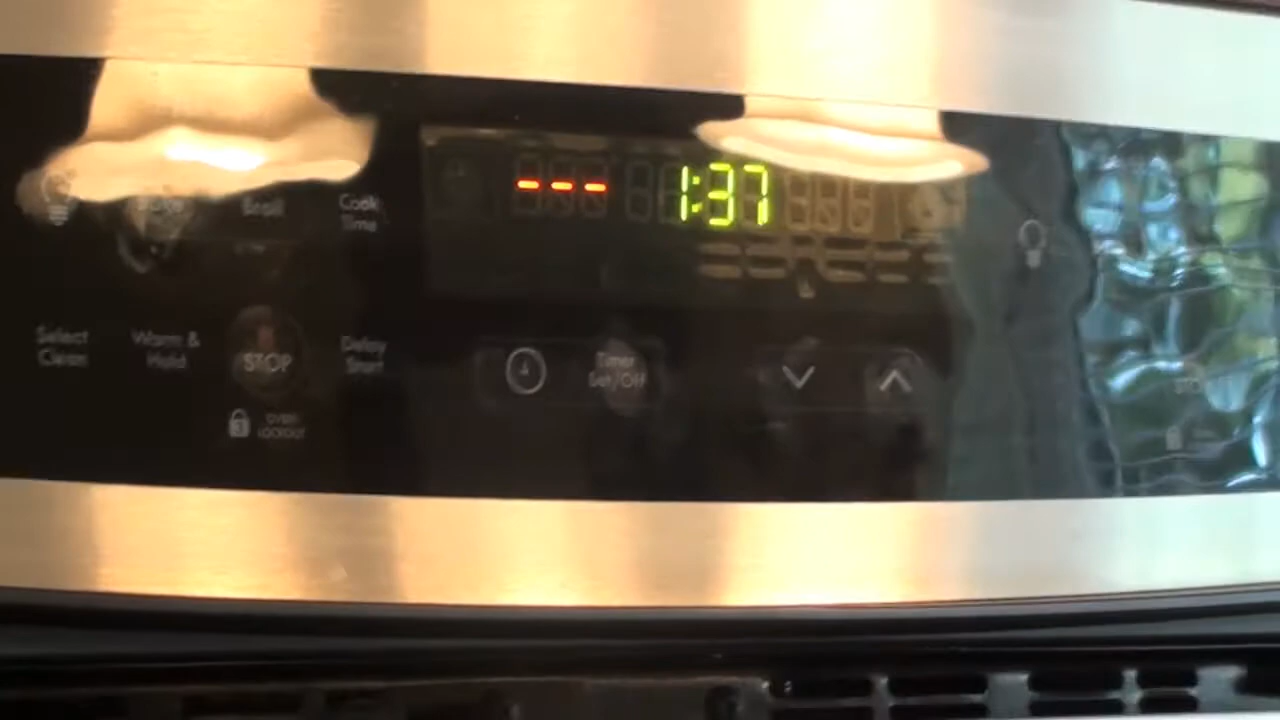 --- 1:37
Broil
Cook
Time
Select
Clean
Warm &
Hold
STOP
Delay
Start
Timer
Set/Off
OVEN
LOCKOUT